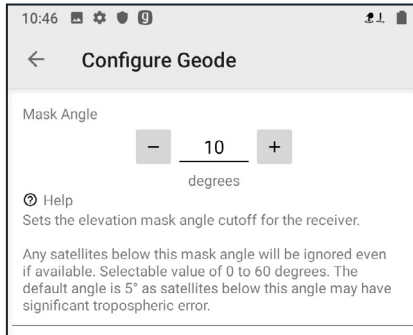 10:46
Configure Geode
Mask Angle
− 10 +
degrees
Help
Sets the elevation mask angle cutoff for the receiver.
Any satellites below this mask angle will be ignored even
if available. Selectable value of 0 to 60 degrees. The
default angle is 5° as satellites below this angle may have
significant tropospheric error.